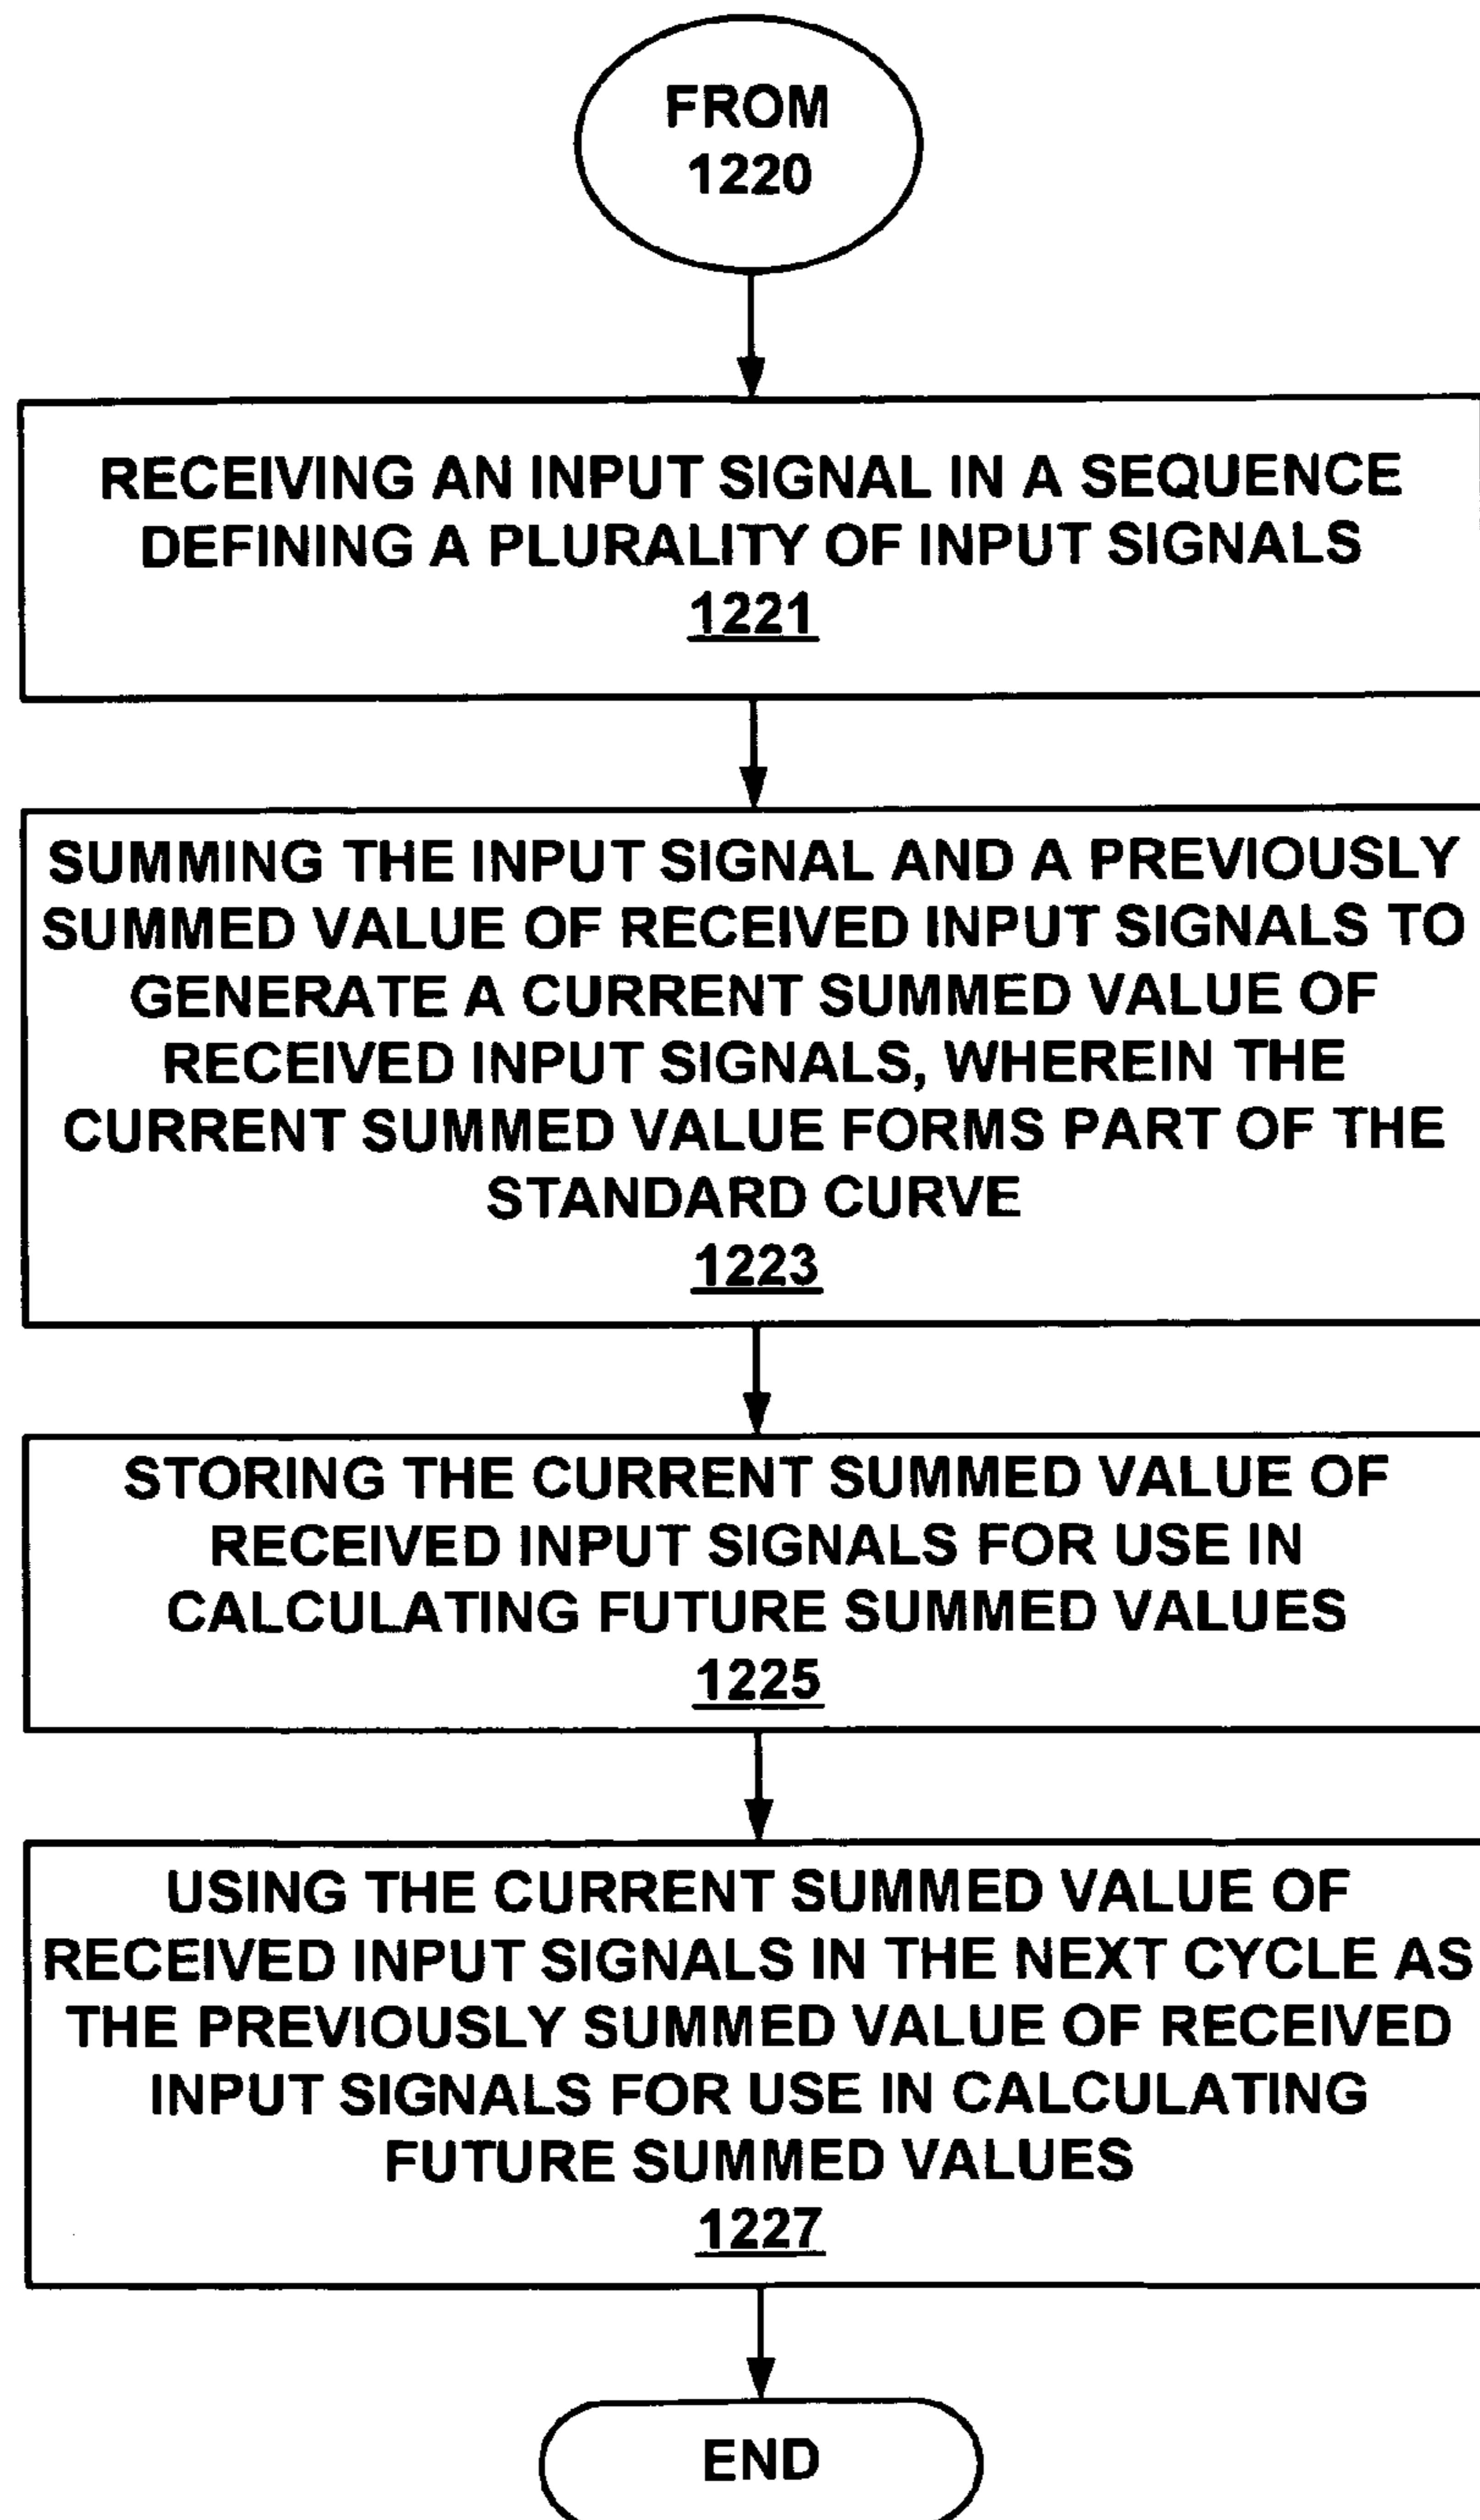 FROM
1220
RECEIVING AN INPUT SIGNAL IN A SEQUENCE
DEFINING A PLURALITY OF INPUT SIGNALS
1221
SUMMING THE INPUT SIGNAL AND A PREVIOUSLY
SUMMED VALUE OF RECEIVED INPUT SIGNALS TO
GENERATE A CURRENT SUMMED VALUE OF
RECEIVED INPUT SIGNALS, WHEREIN THE
CURRENT SUMMED VALUE FORMS PART OF THE
STANDARD CURVE
1223
STORING THE CURRENT SUMMED VALUE OF
RECEIVED INPUT SIGNALS FOR USE IN
CALCULATING FUTURE SUMMED VALUES
1225
USING THE CURRENT SUMMED VALUE OF
RECEIVED INPUT SIGNALS IN THE NEXT CYCLE AS
THE PREVIOUSLY SUMMED VALUE OF RECEIVED
INPUT SIGNALS FOR USE IN CALCULATING
FUTURE SUMMED VALUES
1227
END